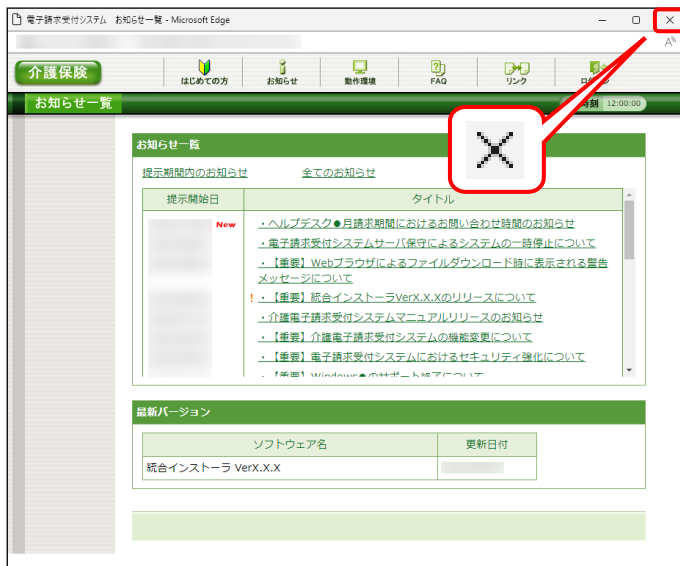 電子請求受付システム お知らせ一覧 - Microsoft Edge
介護保険
はじめての方
お知らせ
動作環境
FAQ
リンク
お知らせ一覧
時刻 12:00:00
お知らせ一覧
提示期間内のお知らせ 全てのお知らせ
提示開始日 タイトル
New ・ヘルプデスク●月請求期間におけるお問い合わせ時間のお知らせ
・電子請求受付システムサーバ保守によるシステムの一時停止について
・【重要】Webブラウザによるファイルダウンロード時に表示される警告
メッセージについて
! ・【重要】統合インストーラVerX.X.Xのリリースについて
・介護電子請求受付システムマニュアルリリースのお知らせ
・【重要】介護電子請求受付システムの機能変更について
・【重要】電子請求受付システムにおけるセキュリティ強化について
・【重要】Windows●のサポート終了について
最新バージョン
ソフトウェア名 更新日付
統合インストーラ VerX.X.X